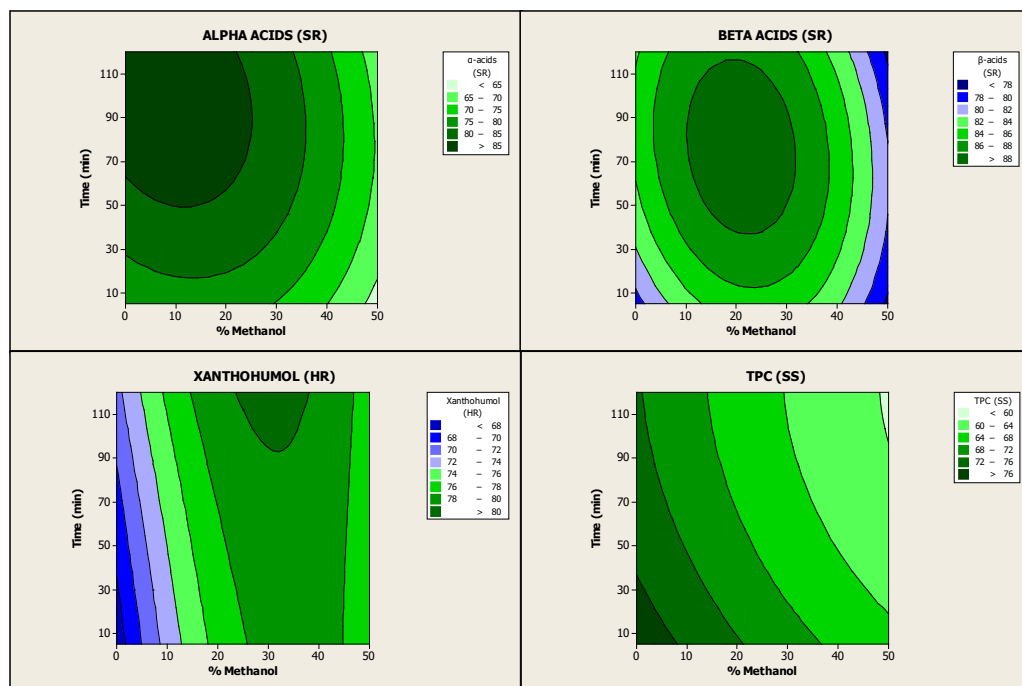 ALPHA ACIDS (SR)
Time (min)
110
90
70
50
30
10
0 10 20 30 40 50
% Methanol
α-acids
(SR)
< 65
65 – 70
70 – 75
75 – 80
80 – 85
> 85
BETA ACIDS (SR)
Time (min)
110
90
70
50
30
10
0 10 20 30 40 50
% Methanol
β-acids
(SR)
< 78
78 – 80
80 – 82
82 – 84
84 – 86
86 – 88
> 88
XANTHOHUMOL (HR)
Time (min)
110
90
70
50
30
10
0 10 20 30 40 50
% Methanol
Xanthohumol
(HR)
< 68
68 – 70
70 – 72
72 – 74
74 – 76
76 – 78
78 – 80
> 80
TPC (SS)
Time (min)
110
90
70
50
30
10
0 10 20 30 40 50
% Methanol
TPC (SS)
< 60
60 – 64
64 – 68
68 – 72
72 – 76
> 76